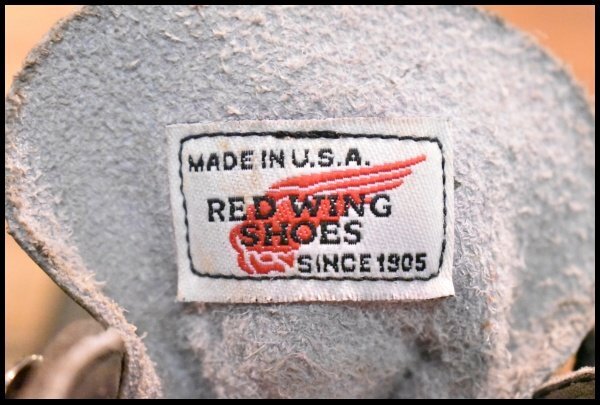 MADE IN U.S.A.
RED WING
SHOES
SINCE 1905